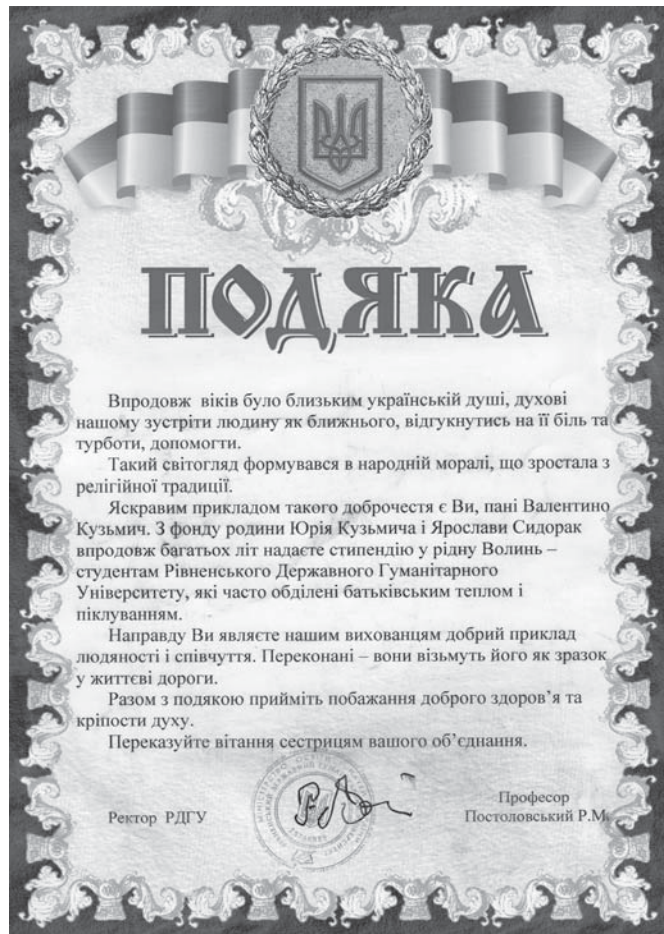 ПОДЯКА
Впродовж віків було близьким українській душі, духові
нашому зустріти людину як ближнього, відгукнутись на її біль та
турботи, допомогти.
Такий світогляд формувався в народній моралі, що зростала з
релігійної традиції.
Яскравим прикладом такого доброчестя є Ви, пані Валентино
Кузьмич. З фонду родини Юрія Кузьмича і Ярослави Сидорак
впродовж багатьох літ надаєте стипендію у рідну Волинь –
студентам Рівненського Державного Гуманітарного
Університету, які часто обділені батьківським теплом і
піклуванням.
Направду Ви являєте нашим вихованцям добрий приклад
людяності і співчуття. Переконані – вони візьмуть його як зразок
у життєві дороги.
Разом з подякою прийміть побажання доброго здоров’я та
кріпости духу.
Переказуйте вітання сестрицям вашого об’єднання.
Ректор РДГУ
Професор
Постоловський Р.М.